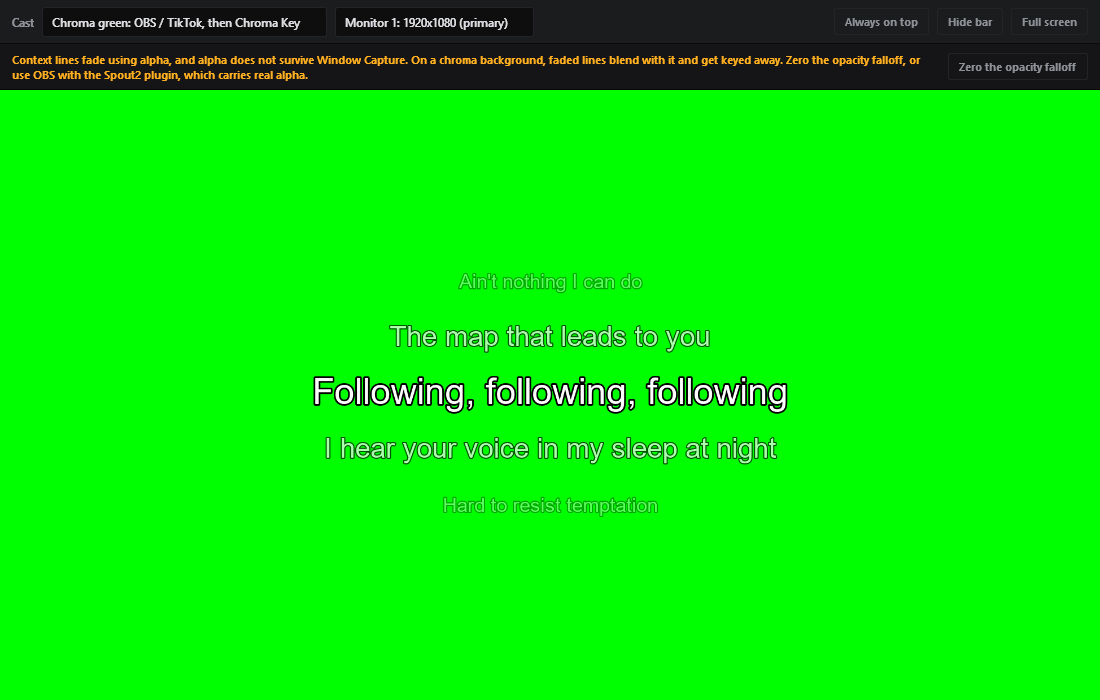 Cast
Chroma green: OBS / TikTok, then Chroma Key
Monitor 1: 1920x1080 (primary)
Always on top
Hide bar
Full screen
Context lines fade using alpha, and alpha does not survive Window Capture. On a chroma background, faded lines blend with it and get keyed away. Zero the opacity falloff, or
use OBS with the Spout2 plugin, which carries real alpha.
Zero the opacity falloff
Ain't nothing I can do
The map that leads to you
Following, following, following
I hear your voice in my sleep at night
Hard to resist temptation